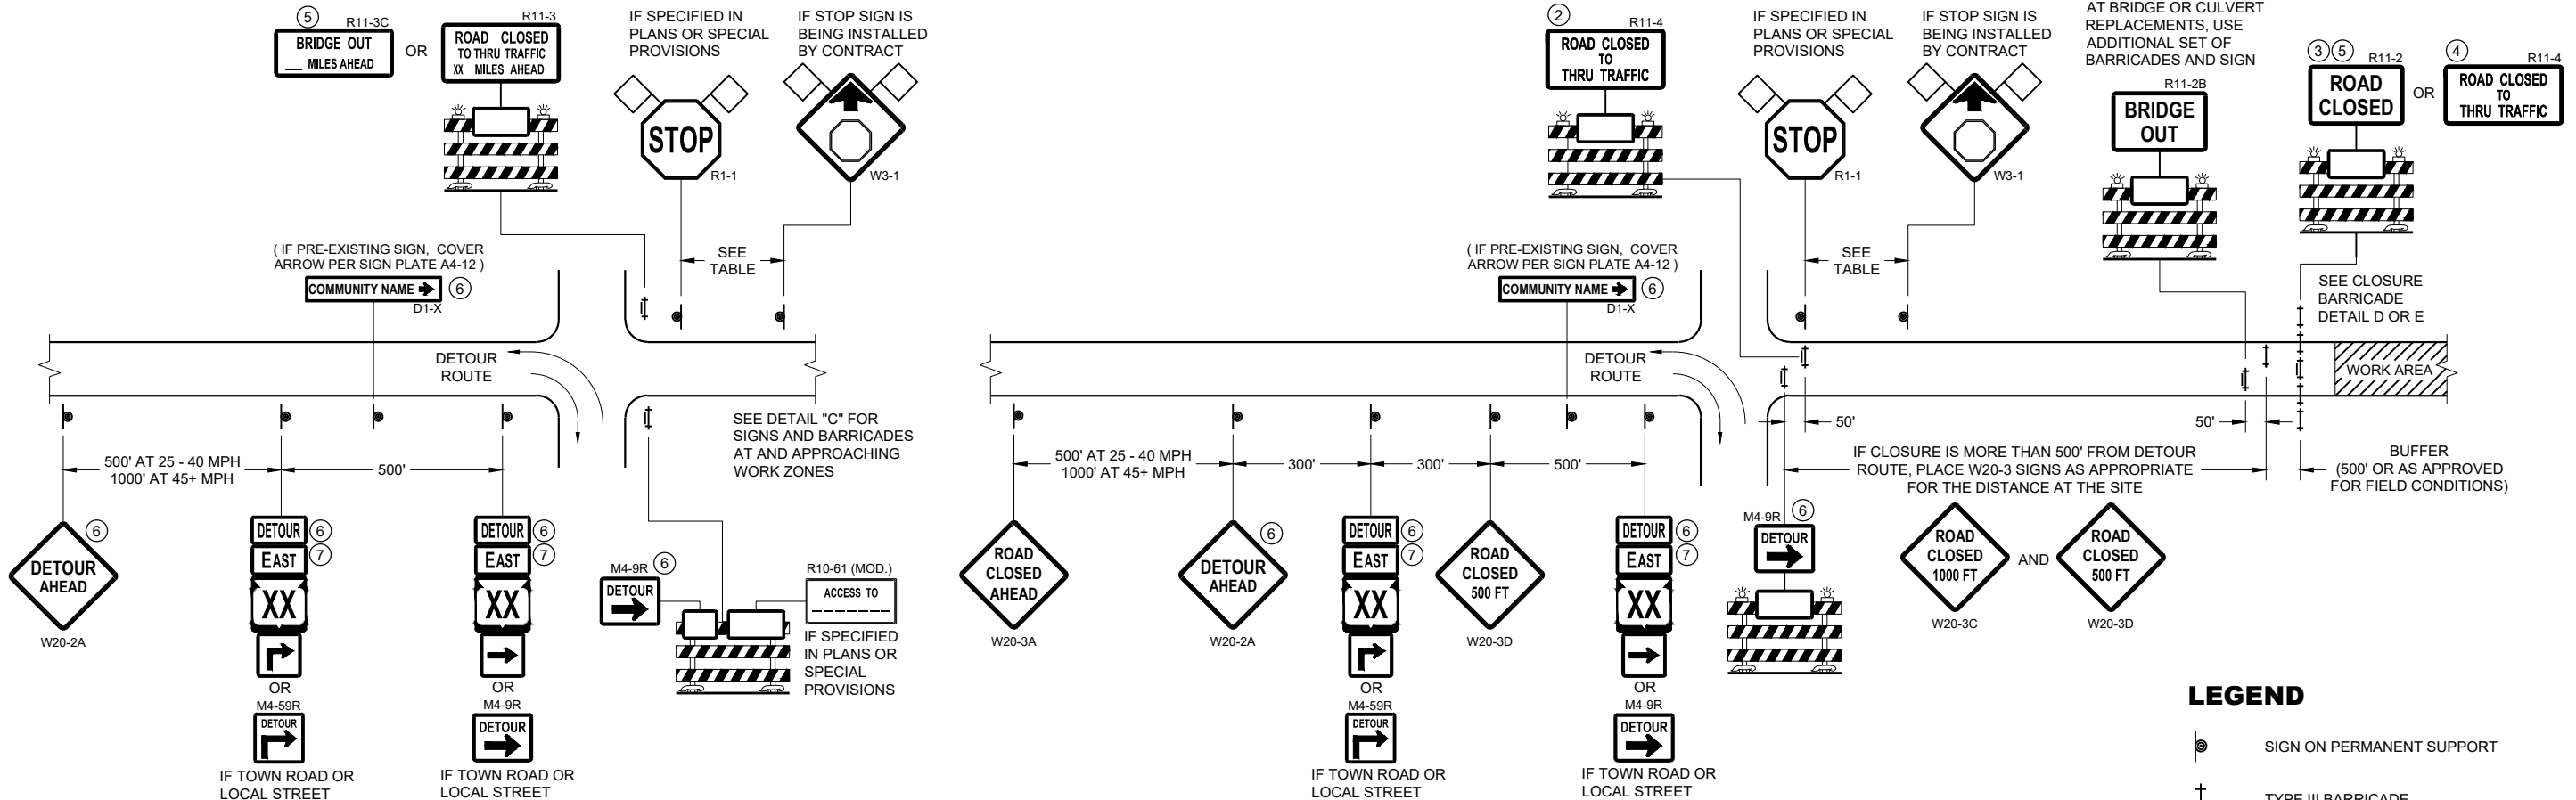 5
R11-3C
BRIDGE OUT
___ MILES AHEAD
OR
R11-3
ROAD CLOSED
TO THRU TRAFFIC
XX MILES AHEAD
IF SPECIFIED IN
PLANS OR SPECIAL
PROVISIONS
STOP
R1-1
IF STOP SIGN IS
BEING INSTALLED
BY CONTRACT
W3-1
SEE
TABLE
( IF PRE-EXISTING SIGN, COVER
ARROW PER SIGN PLATE A4-12 )
COMMUNITY NAME
6
D1-X
DETOUR
ROUTE
SEE DETAIL "C" FOR
SIGNS AND BARRICADES
AT AND APPROACHING
WORK ZONES
500' AT 25 - 40 MPH
1000' AT 45+ MPH
500'
DETOUR
AHEAD
6
W20-2A
DETOUR
6
EAST
7
XX
OR
M4-59R
DETOUR
IF TOWN ROAD OR
LOCAL STREET
DETOUR
6
EAST
7
XX
OR
M4-9R
DETOUR
IF TOWN ROAD OR
LOCAL STREET
M4-9R
6
DETOUR
R10-61 (MOD.)
ACCESS TO
_______
IF SPECIFIED
IN PLANS OR
SPECIAL
PROVISIONS
2
R11-4
ROAD CLOSED
TO
THRU TRAFFIC
IF SPECIFIED IN
PLANS OR SPECIAL
PROVISIONS
STOP
R1-1
IF STOP SIGN IS
BEING INSTALLED
BY CONTRACT
W3-1
SEE
TABLE
AT BRIDGE OR CULVERT
REPLACEMENTS, USE
ADDITIONAL SET OF
BARRICADES AND SIGN
R11-2B
BRIDGE
OUT
3
5
R11-2
ROAD
CLOSED
OR
4
R11-4
ROAD CLOSED
TO
THRU TRAFFIC
SEE CLOSURE
BARRICADE
DETAIL D OR E
( IF PRE-EXISTING SIGN, COVER
ARROW PER SIGN PLATE A4-12 )
COMMUNITY NAME
6
D1-X
DETOUR
ROUTE
WORK AREA
50'
50'
500' AT 25 - 40 MPH
1000' AT 45+ MPH
300'
300'
500'
IF CLOSURE IS MORE THAN 500' FROM DETOUR
ROUTE, PLACE W20-3 SIGNS AS APPROPRIATE
FOR THE DISTANCE AT THE SITE
BUFFER
(500' OR AS APPROVED
FOR FIELD CONDITIONS)
ROAD
CLOSED
AHEAD
W20-3A
6
DETOUR
AHEAD
W20-2A
DETOUR
6
EAST
7
XX
OR
M4-59R
DETOUR
IF TOWN ROAD OR
LOCAL STREET
ROAD
CLOSED
500 FT
W20-3D
DETOUR
6
EAST
7
XX
OR
M4-9R
DETOUR
IF TOWN ROAD OR
LOCAL STREET
M4-9R
6
DETOUR
ROAD
CLOSED
1000 FT
W20-3C
AND
ROAD
CLOSED
500 FT
W20-3D
LEGEND
SIGN ON PERMANENT SUPPORT
TYPE III BARRICADE